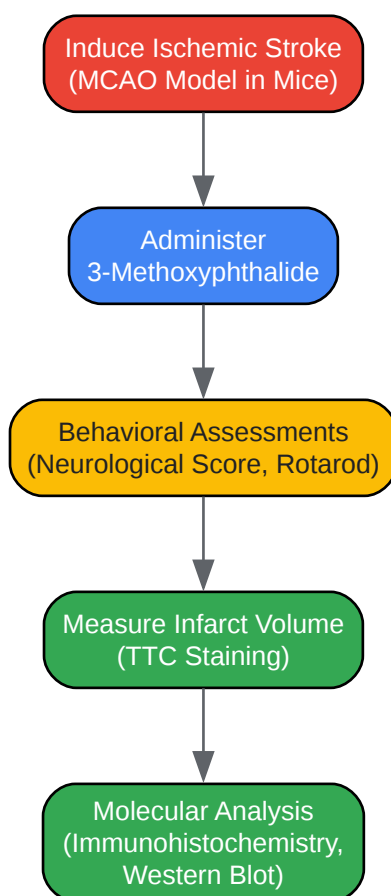 Induce Ischemic Stroke
(MCAO Model in Mice)
Administer
3-Methoxyphthalide
Behavioral Assessments
(Neurological Score, Rotarod)
Measure Infarct Volume
(TTC Staining)
Molecular Analysis
(Immunohistochemistry,
Western Blot)